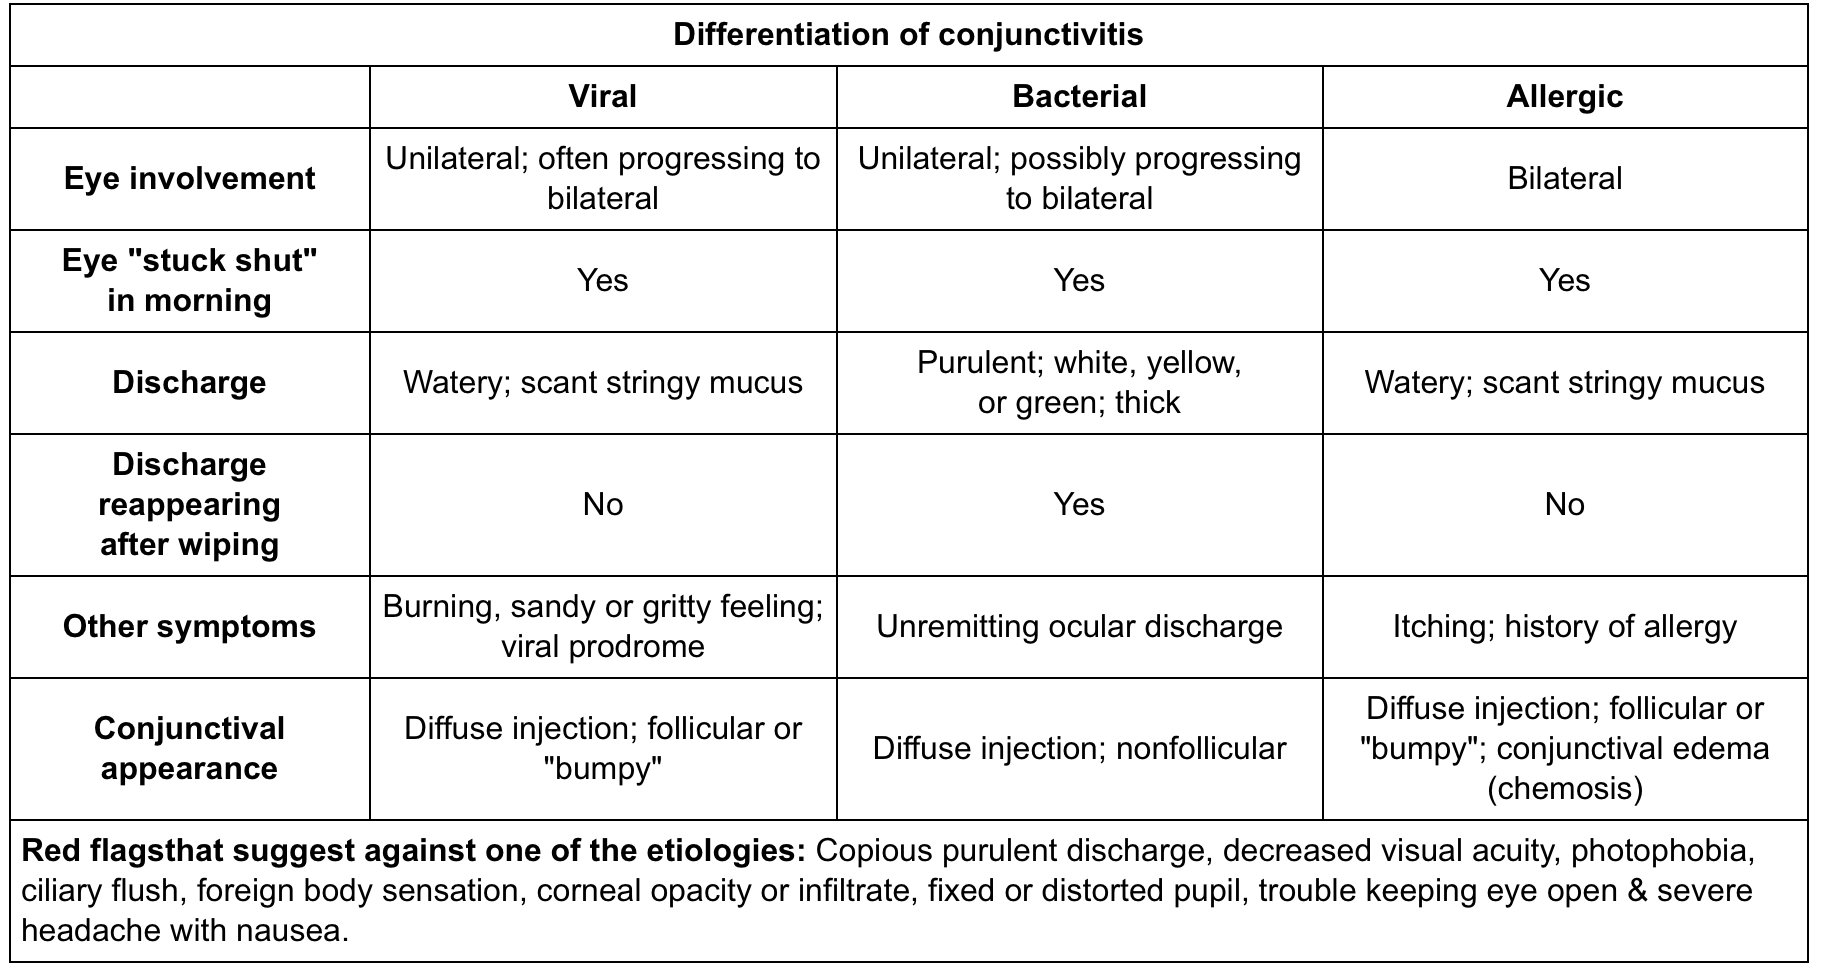 Differentiation of conjunctivitis
Viral
Bacterial
Allergic
Eye involvement
Unilateral; often progressing to
bilateral
Unilateral; possibly progressing
to bilateral
Bilateral
Eye "stuck shut"
in morning
Yes
Yes
Yes
Discharge
Watery; scant stringy mucus
Purulent; white, yellow,
or green; thick
Watery; scant stringy mucus
Discharge
reappearing
after wiping
No
Yes
No
Other symptoms
Burning, sandy or gritty feeling;
viral prodrome
Unremitting ocular discharge
Itching; history of allergy
Conjunctival
appearance
Diffuse injection; follicular or
"bumpy"
Diffuse injection; nonfollicular
Diffuse injection; follicular or
"bumpy"; conjunctival edema
(chemosis)
Red flagsthat suggest against one of the etiologies: Copious purulent discharge, decreased visual acuity, photophobia,
ciliary flush, foreign body sensation, corneal opacity or infiltrate, fixed or distorted pupil, trouble keeping eye open & severe
headache with nausea.